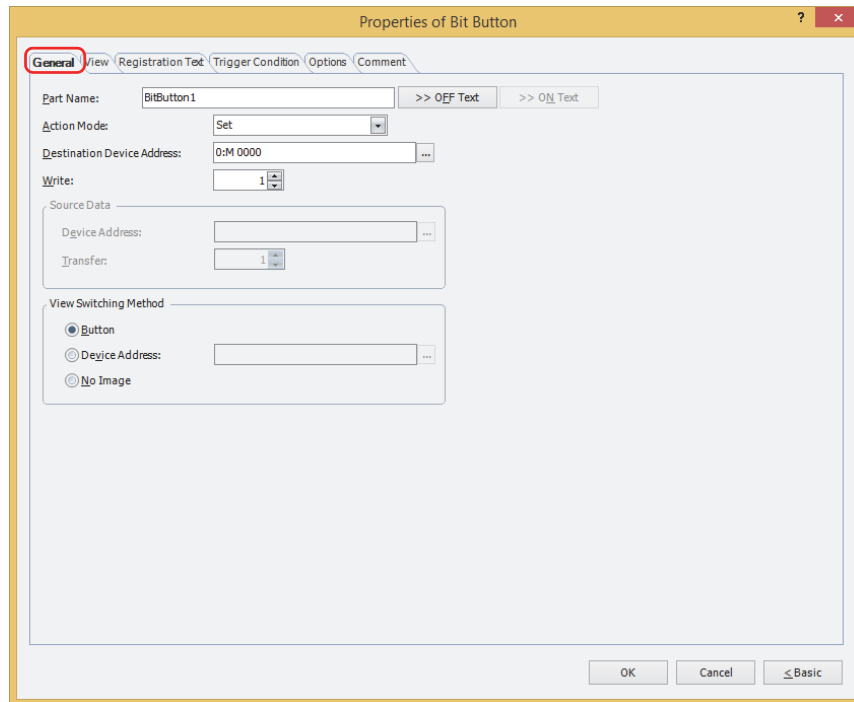 Properties of Bit Button
? ×
General View Registration Text Trigger Condition Options Comment
Part Name: BitButton1 >> OFF Text >> ON Text
Action Mode: Set
Destination Device Address: 0:M 0000 ...
Write: 1
Source Data
Device Address: ...
Transfer: 1
View Switching Method
Button
Device Address: ...
No Image
OK Cancel < Basic